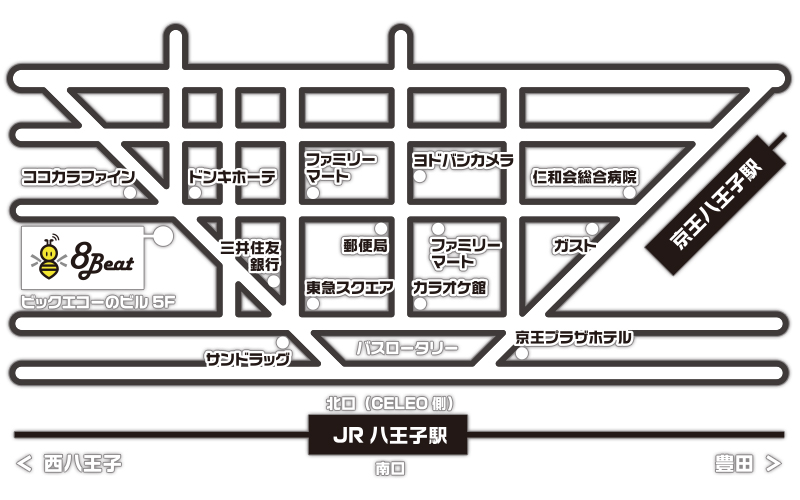 ファミリー
マート
ヨドバシカメラ
ココカラファイン
ドンキホーテ
仁和会総合病院
京王八王子駅
8Beat
三井住友
銀行
郵便局
ファミリー
マート
ガスト
東急スクエア
カラオケ館
ビックエコーのビル 5F
サンドラッグ
バスロータリー
京王プラザホテル
北口（CELEO 側）
JR 八王子駅
< 西八王子
南口
豊田 >